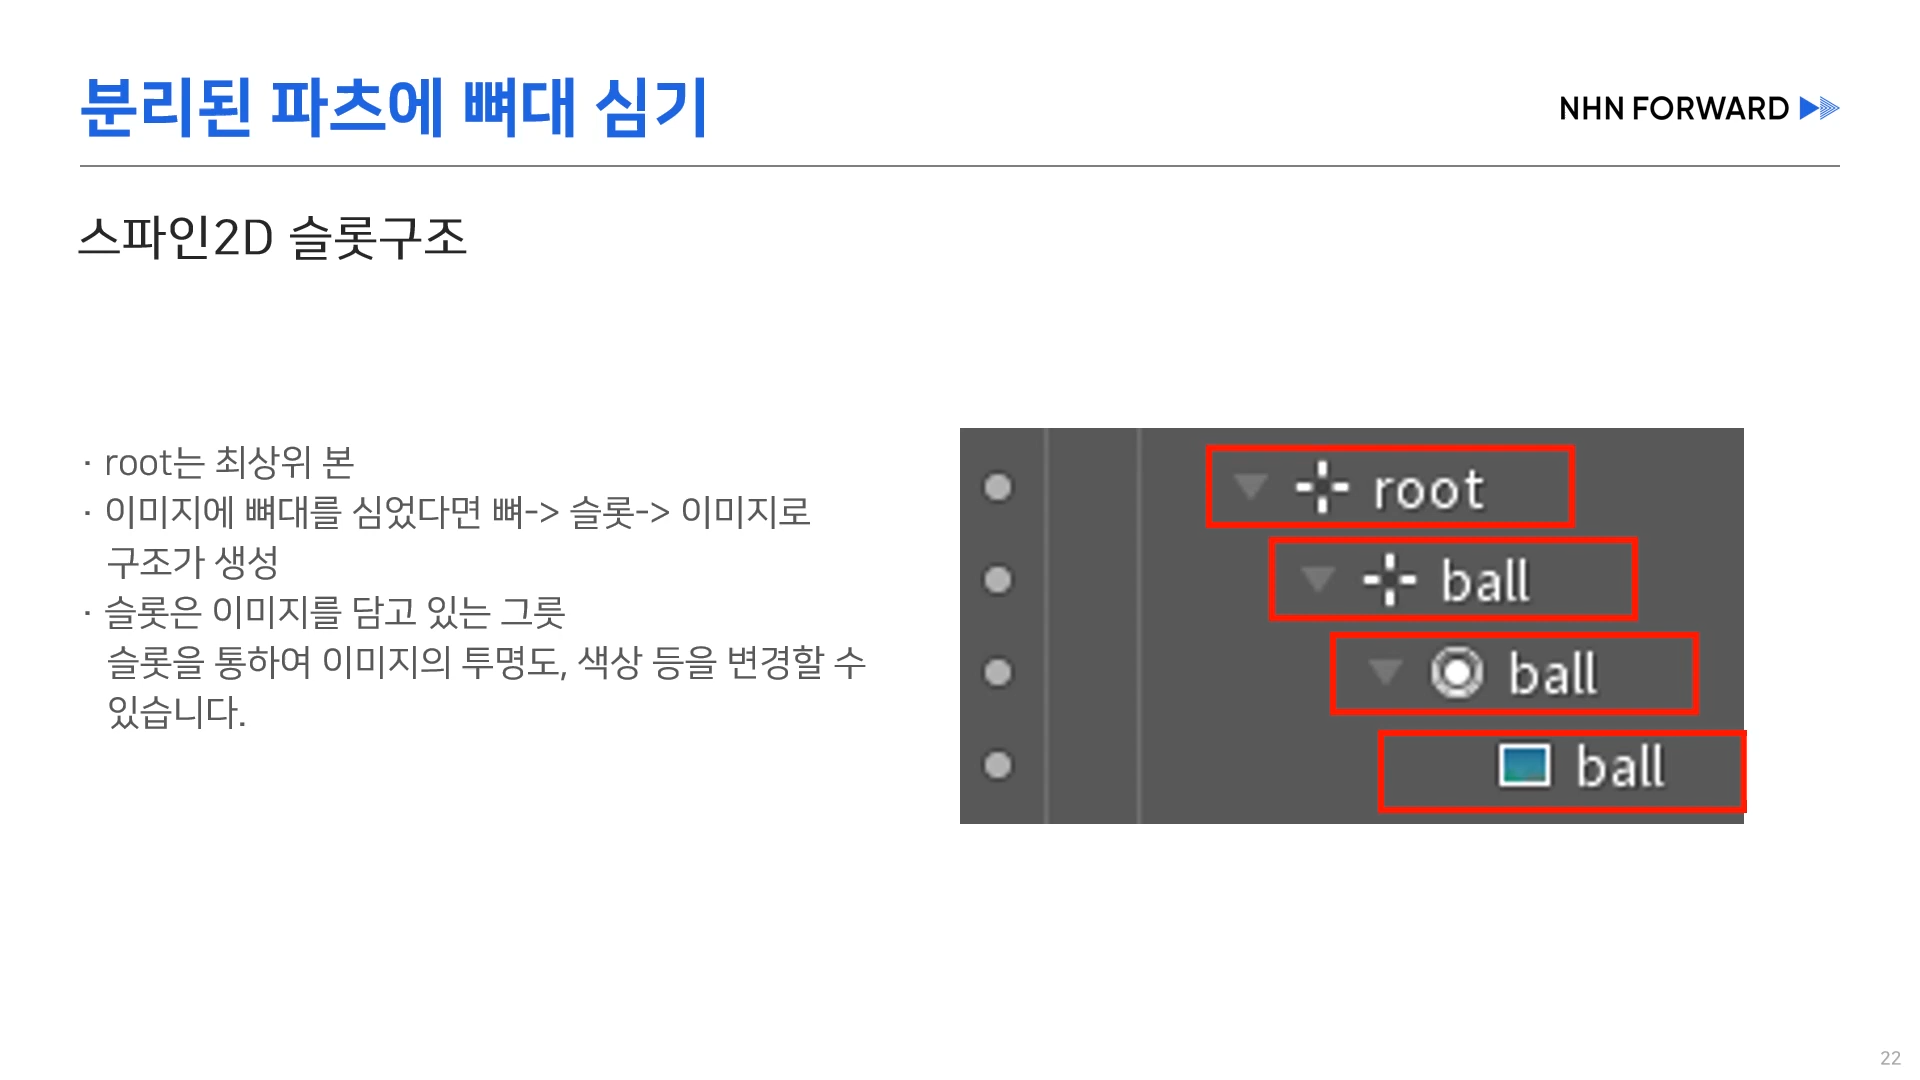 분리된 파츠에 뼈대 심기
NHN FORWARD
스파인2D 슬롯구조
· root는 최상위 본
· 이미지에 뼈대를 심었다면 뼈-> 슬롯-> 이미지로
구조가 생성
· 슬롯은 이미지를 담고 있는 그릇
슬롯을 통하여 이미지의 투명도, 색상 등을 변경할 수
있습니다.
root
ball
ball
ball
22